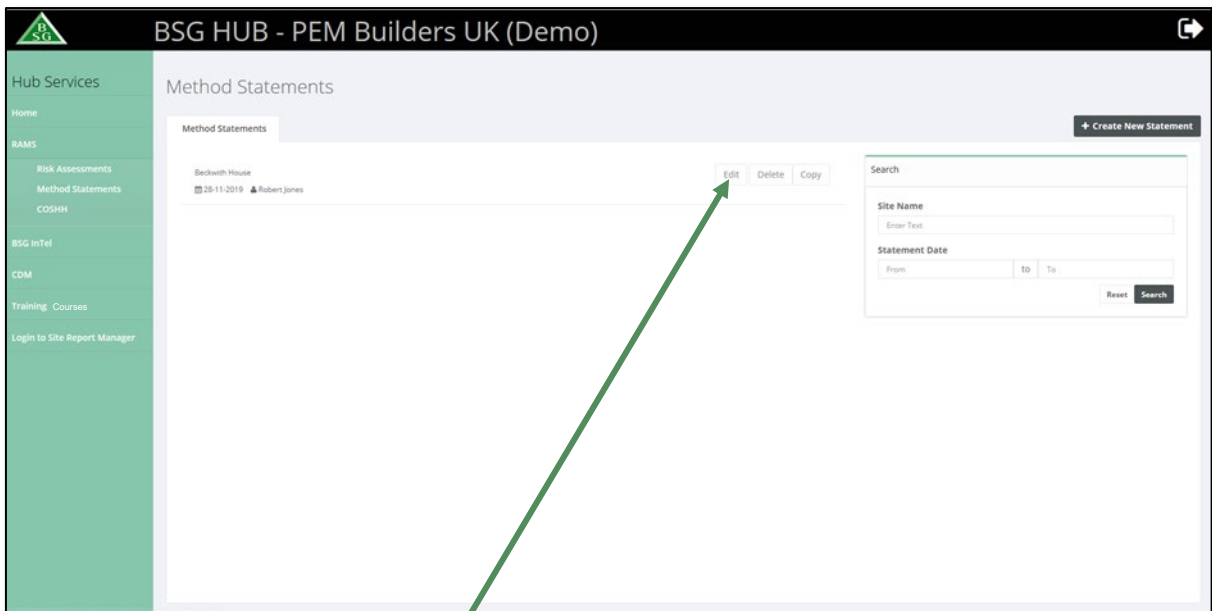 B
SG
BSG HUB - PEM Builders UK (Demo)
Hub Services
Home
RAMS
Risk Assessments
Method Statements
COSHH
BSG InTel
CDM
Training Courses
Login to Site Report Manager
Method Statements
Method Statements
+ Create New Statement
Beckwith House
28-11-2019 Robert Jones
Edit Delete Copy
Search
Site Name
Enter Text
Statement Date
From to To
Reset Search